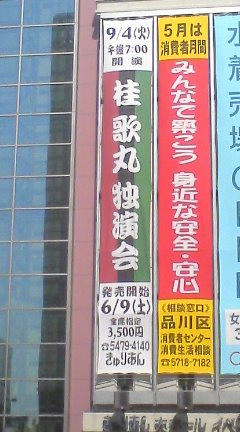 9/4(火)
午後7:00
開演
桂 歌丸 独演会
発売開始
6/9(土)
全席指定
3,500円
☎5479-4140
きゅりあん
5月は
消費者月間
みんなで築こう 身近な安全・安心
《相談窓口》
品川区
消費者センター
消費生活相談
☎5718-7182
水着売場